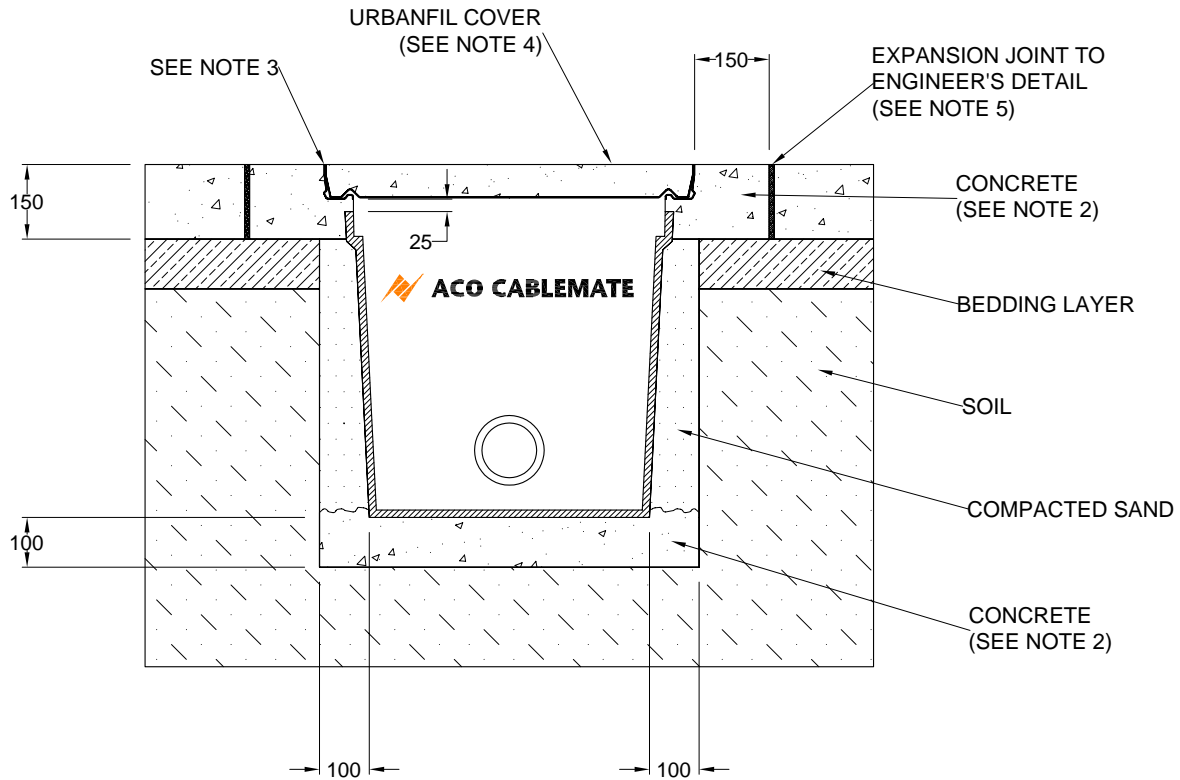 URBANFIL COVER
(SEE NOTE 4)
SEE NOTE 3
150
EXPANSION JOINT TO
ENGINEER'S DETAIL
(SEE NOTE 5)
150
CONCRETE
(SEE NOTE 2)
25
ACO CABLEMATE
BEDDING LAYER
SOIL
COMPACTED SAND
100
CONCRETE
(SEE NOTE 2)
100
100